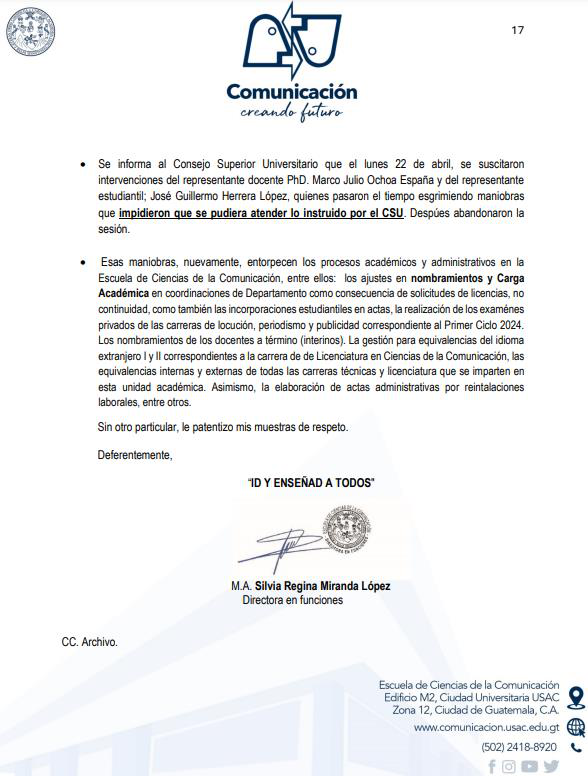 17
Comunicación
creando futuro
• Se informa al Consejo Superior Universitario que el lunes 22 de abril, se suscitaron
intervenciones del representante docente PhD. Marco Julio Ochoa España y del representante
estudiantil; José Guillermo Herrera López, quienes pasaron el tiempo esgrimiendo maniobras
que impidieron que se pudiera atender lo instruido por el CSU. Despúes abandonaron la
sesión.
• Esas maniobras, nuevamente, entorpecen los procesos académicos y administrativos en la
Escuela de Ciencias de la Comunicación, entre ellos: los ajustes en nombramientos y Carga
Académica en coordinaciones de Departamento como consecuencia de solicitudes de licencias, no
continuidad, como también las incorporaciones estudiantiles en actas, la realización de los examénes
privados de las carreras de locución, periodismo y publicidad correspondiente al Primer Ciclo 2024.
Los nombramientos de los docentes a término (interinos). La gestión para equivalencias del idioma
extranjero I y II correspondientes a la carrera de de Licenciatura en Ciencias de la Comunicación, las
equivalencias internas y externas de todas las carreras técnicas y licenciatura que se imparten en
esta unidad académica. Asimismo, la elaboración de actas administrativas por reintalaciones
laborales, entre otros.
Sin otro particular, le patentizo mis muestras de respeto.
Deferentemente,
“ID Y ENSEÑAD A TODOS”
M.A. Silvia Regina Miranda López
Directora en funciones
CC. Archivo.
Escuela de Ciencias de la Comunicación
Edificio M2, Ciudad Universitaria USAC
Zona 12, Ciudad de Guatemala, C.A.
www.comunicacion.usac.edu.gt
(502) 2418-8920